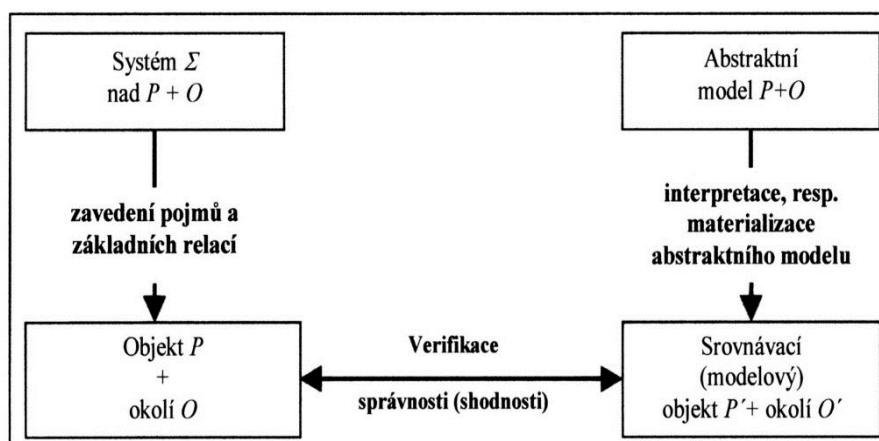 Systém Σ
nad P + O
Abstraktní
model P+O
zavedení pojmů a
základních relací
interpretace, resp.
materializace
abstraktního modelu
Objekt P
+
okolí O
Verifikace
správnosti (shodnosti)
Srovnávací
(modelový)
objekt P´+ okolí O´